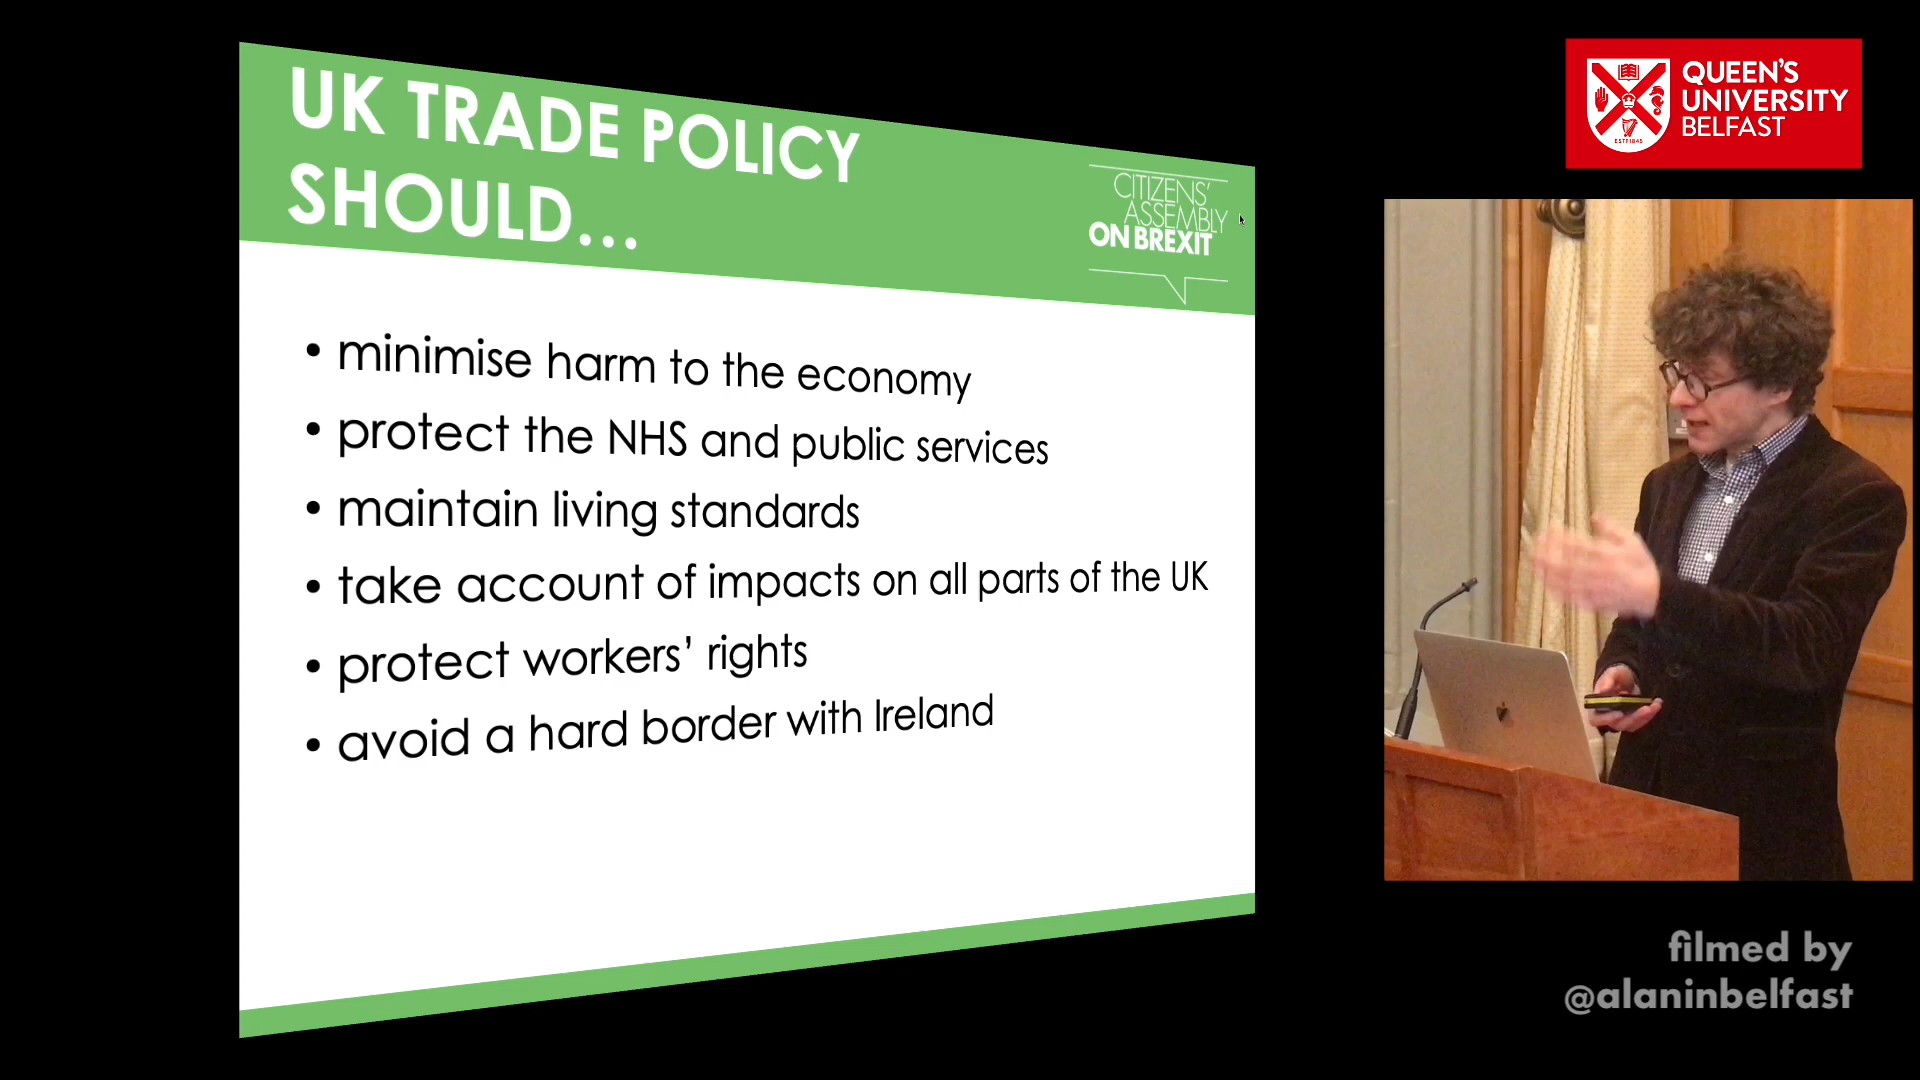 UK TRADE POLICY
SHOULD...
CITIZENS'
ASSEMBLY
ON BREXIT
• minimise harm to the economy
• protect the NHS and public services
• maintain living standards
• take account of impacts on all parts of the UK
• protect workers’ rights
• avoid a hard border with Ireland
QUEEN'S
UNIVERSITY
BELFAST
ESTD1845
filmed by
@alaninbelfast